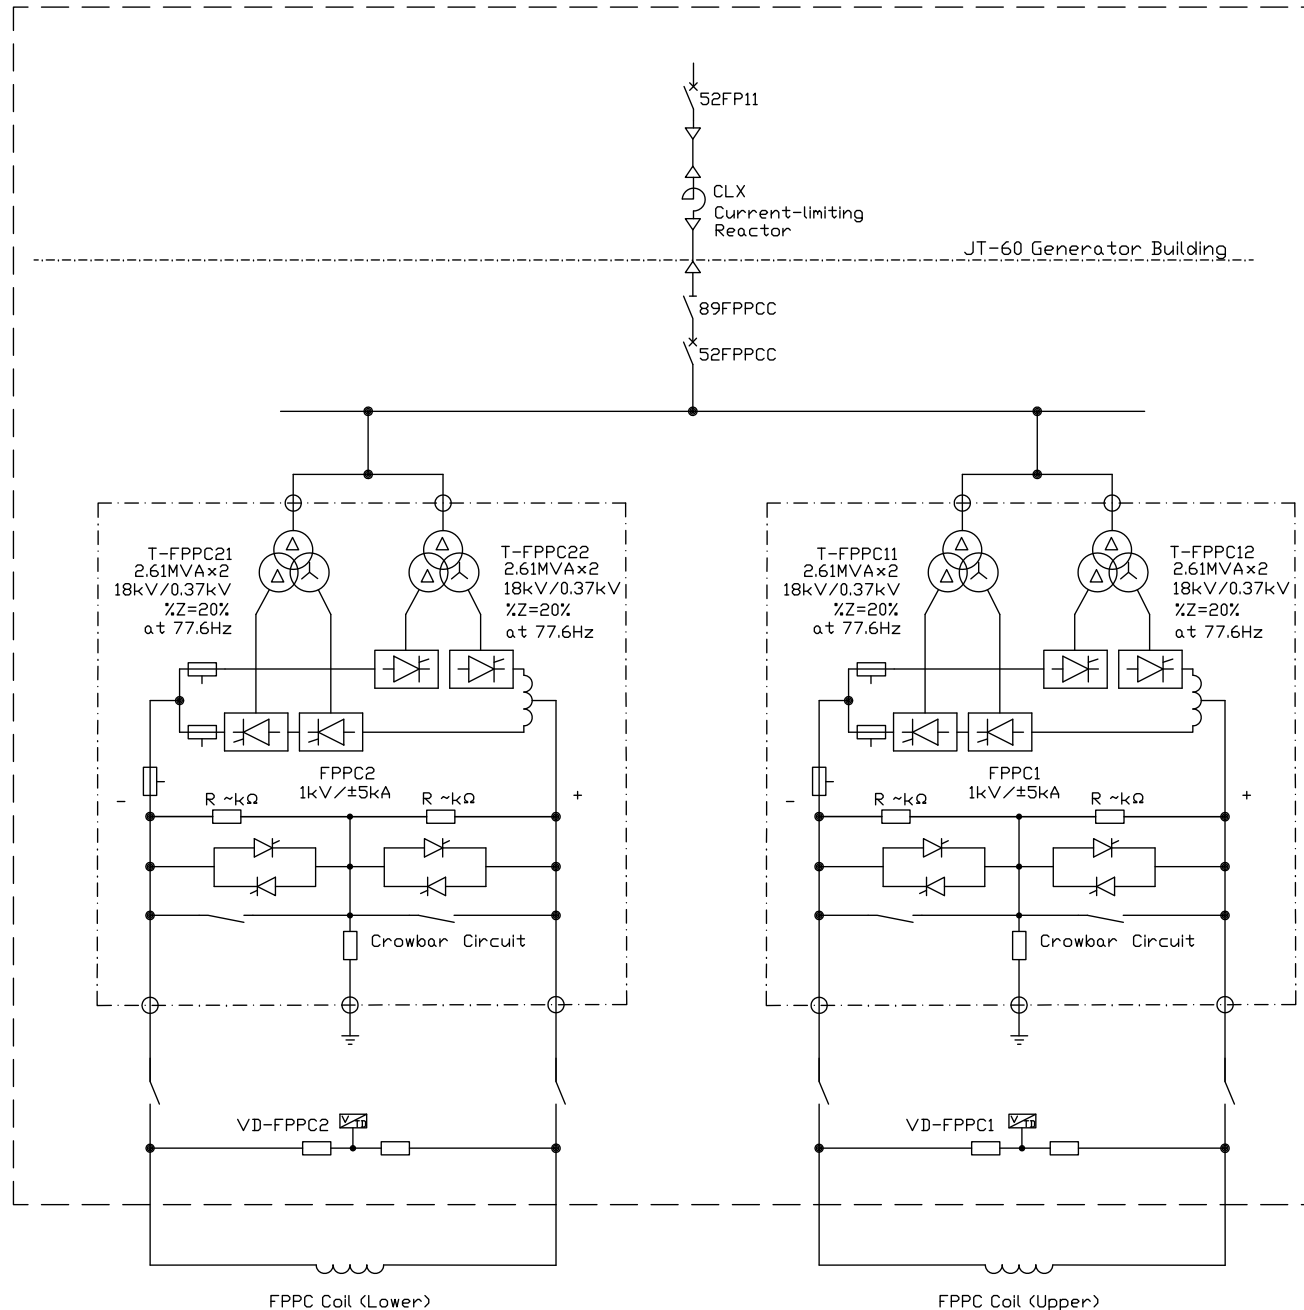 52FP11
CLX
Current-limiting
Reactor
JT-60 Generator Building
89FPPCC
52FPPCC
T-FPPC21
2.61MVA×2
18kV/0.37kV
%Z=20%
at 77.6Hz
T-FPPC22
2.61MVA×2
18kV/0.37kV
%Z=20%
at 77.6Hz
T-FPPC11
2.61MVA×2
18kV/0.37kV
%Z=20%
at 77.6Hz
T-FPPC12
2.61MVA×2
18kV/0.37kV
%Z=20%
at 77.6Hz
FPPC2
1kV/±5kA
-
+
R ~kΩ
R ~kΩ
Crowbar Circuit
FPPC1
1kV/±5kA
-
+
R ~kΩ
R ~kΩ
Crowbar Circuit
VD-FPPC2
V
TD
VD-FPPC1
V
TD
FPPC Coil (Lower)
FPPC Coil (Upper)